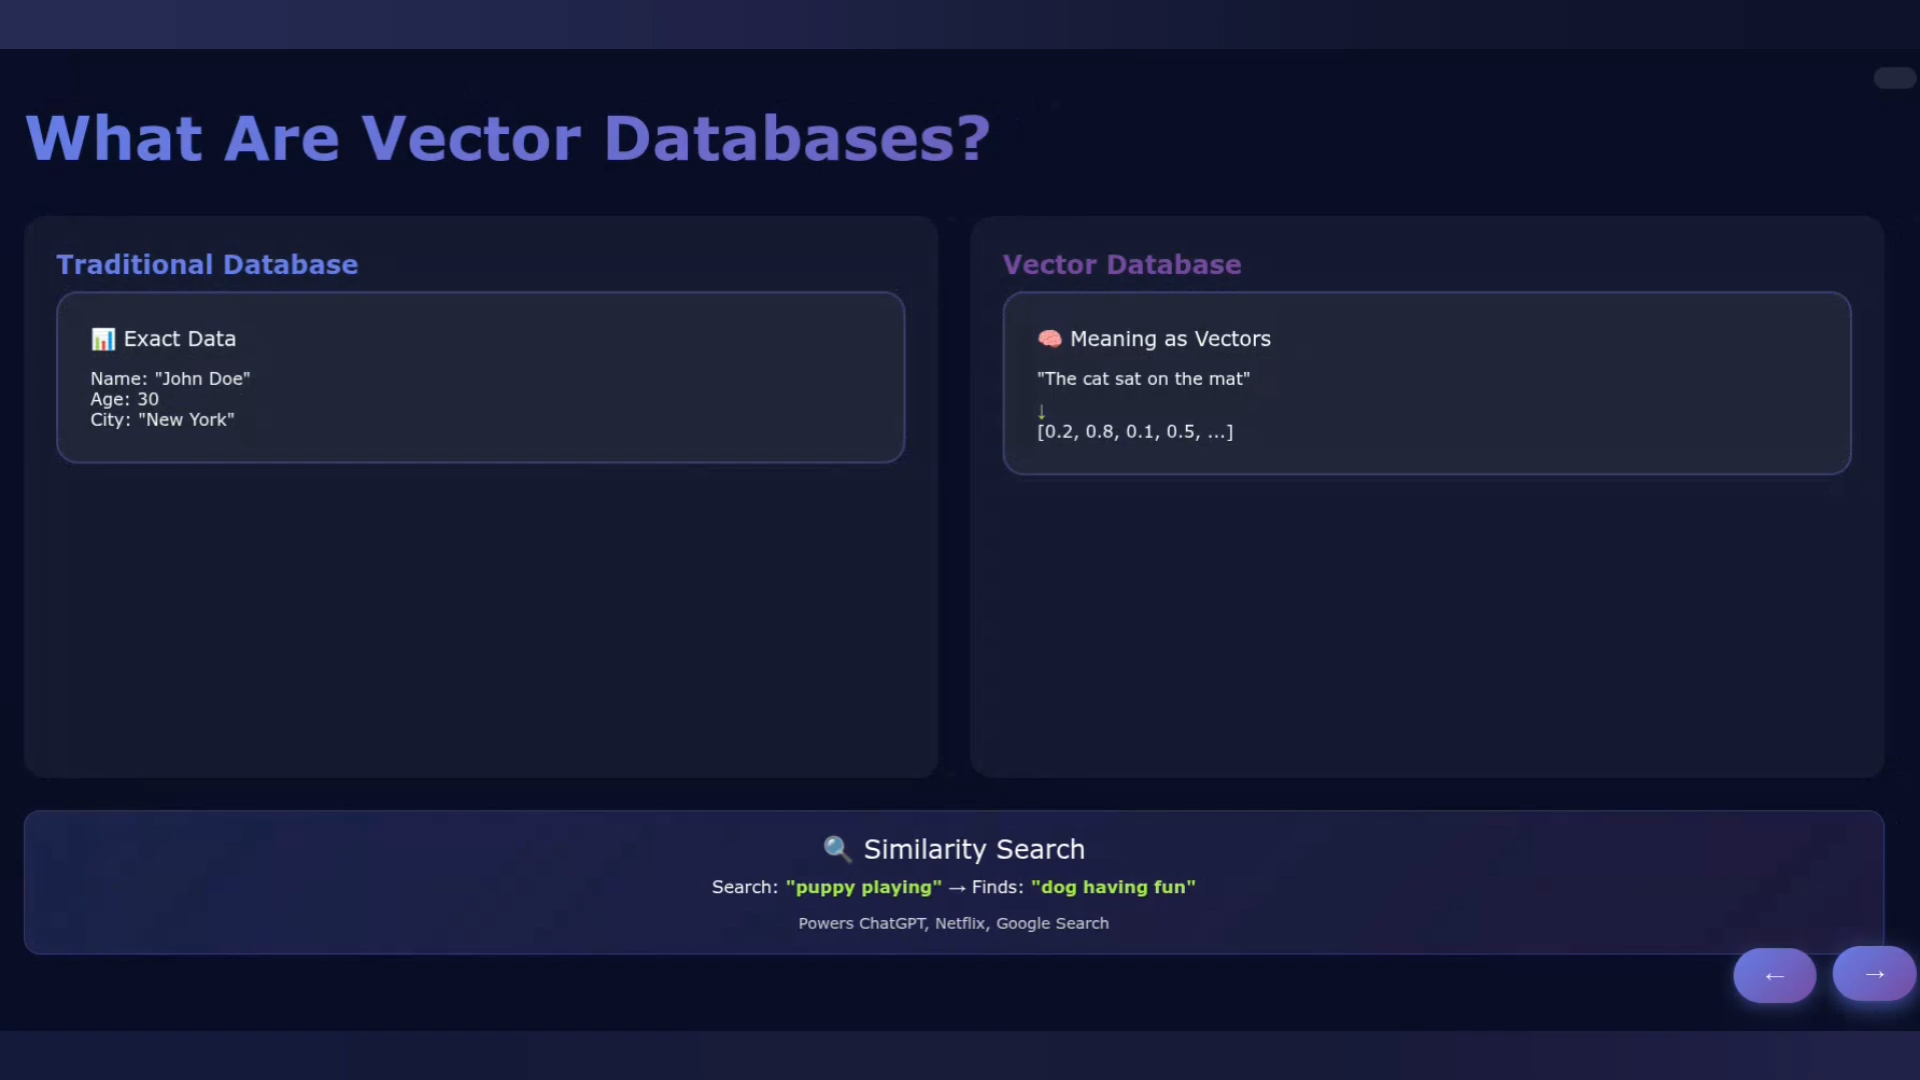 What Are Vector Databases?
Traditional Database
📊 Exact Data
Name: "John Doe"
Age: 30
City: "New York"
Vector Database
🧠 Meaning as Vectors
"The cat sat on the mat"
↓
[0.2, 0.8, 0.1, 0.5, ...]
🔍 Similarity Search
Search: "puppy playing" → Finds: "dog having fun"
Powers ChatGPT, Netflix, Google Search
← →